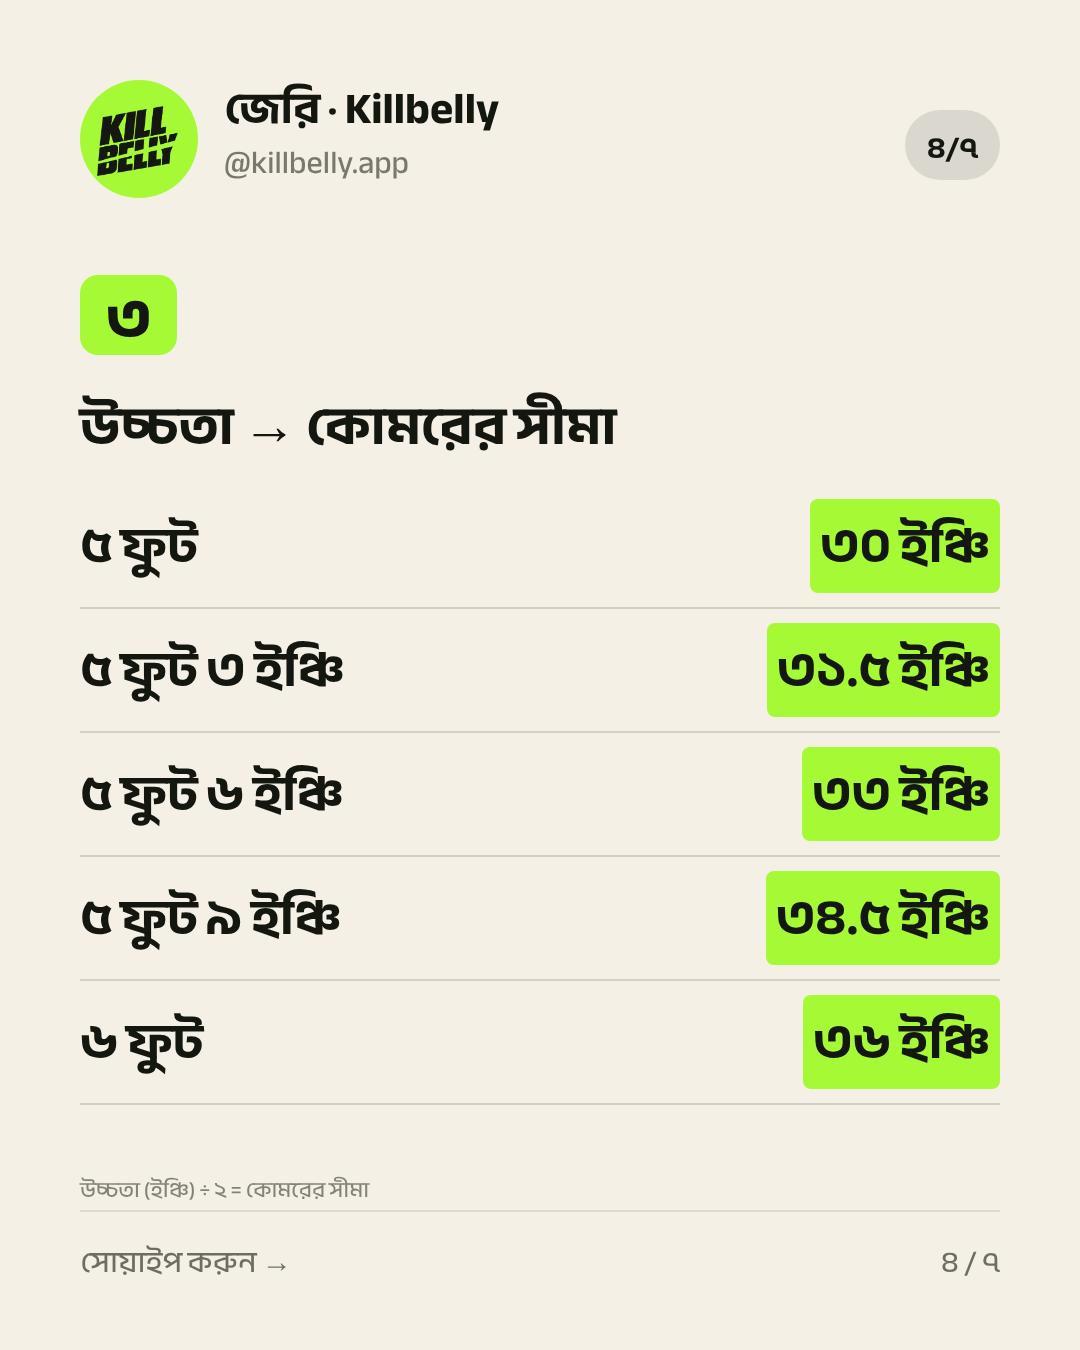 KILL
BELLY
BELLY
জেরি · Killbelly
@killbelly.app
৪/৭
৩
উচ্চতা → কোমরের সীমা
৫ ফুট
৩০ ইঞ্চি
৫ ফুট ৩ ইঞ্চি
৩১.৫ ইঞ্চি
৫ ফুট ৬ ইঞ্চি
৩৩ ইঞ্চি
৫ ফুট ৯ ইঞ্চি
৩৪.৫ ইঞ্চি
৬ ফুট
৩৬ ইঞ্চি
উচ্চতা (ইঞ্চি) ÷ ২ = কোমরের সীমা
সোয়াইপ করুন →
৪ / ৭